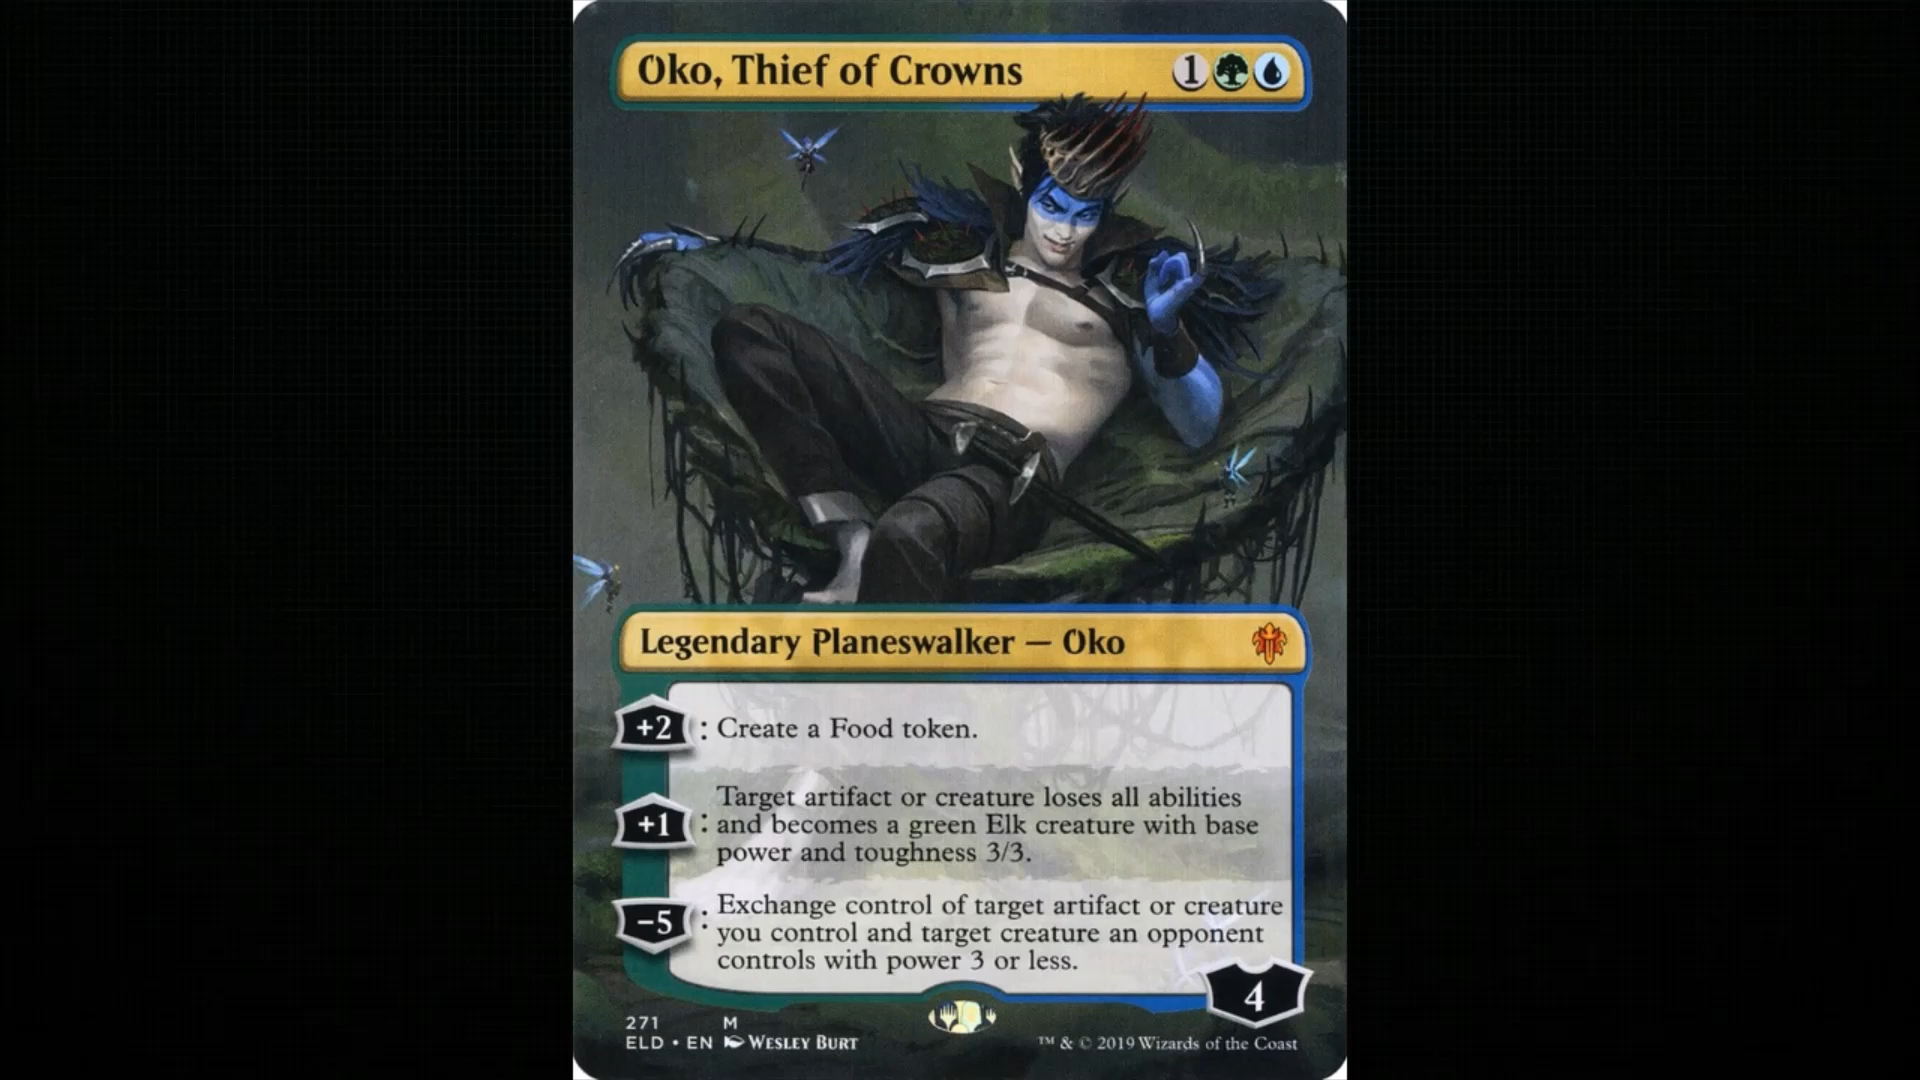 Oko, Thief of Crowns 1
Legendary Planeswalker — Oko
+2 : Create a Food token.
Target artifact or creature loses all abilities
+1 : and becomes a green Elk creature with base
power and toughness 3/3.
Exchange control of target artifact or creature
−5 : you control and target creature an opponent
controls with power 3 or less.
4
271 M
ELD • EN Wesley Burt
™ & © 2019 Wizards of the Coast